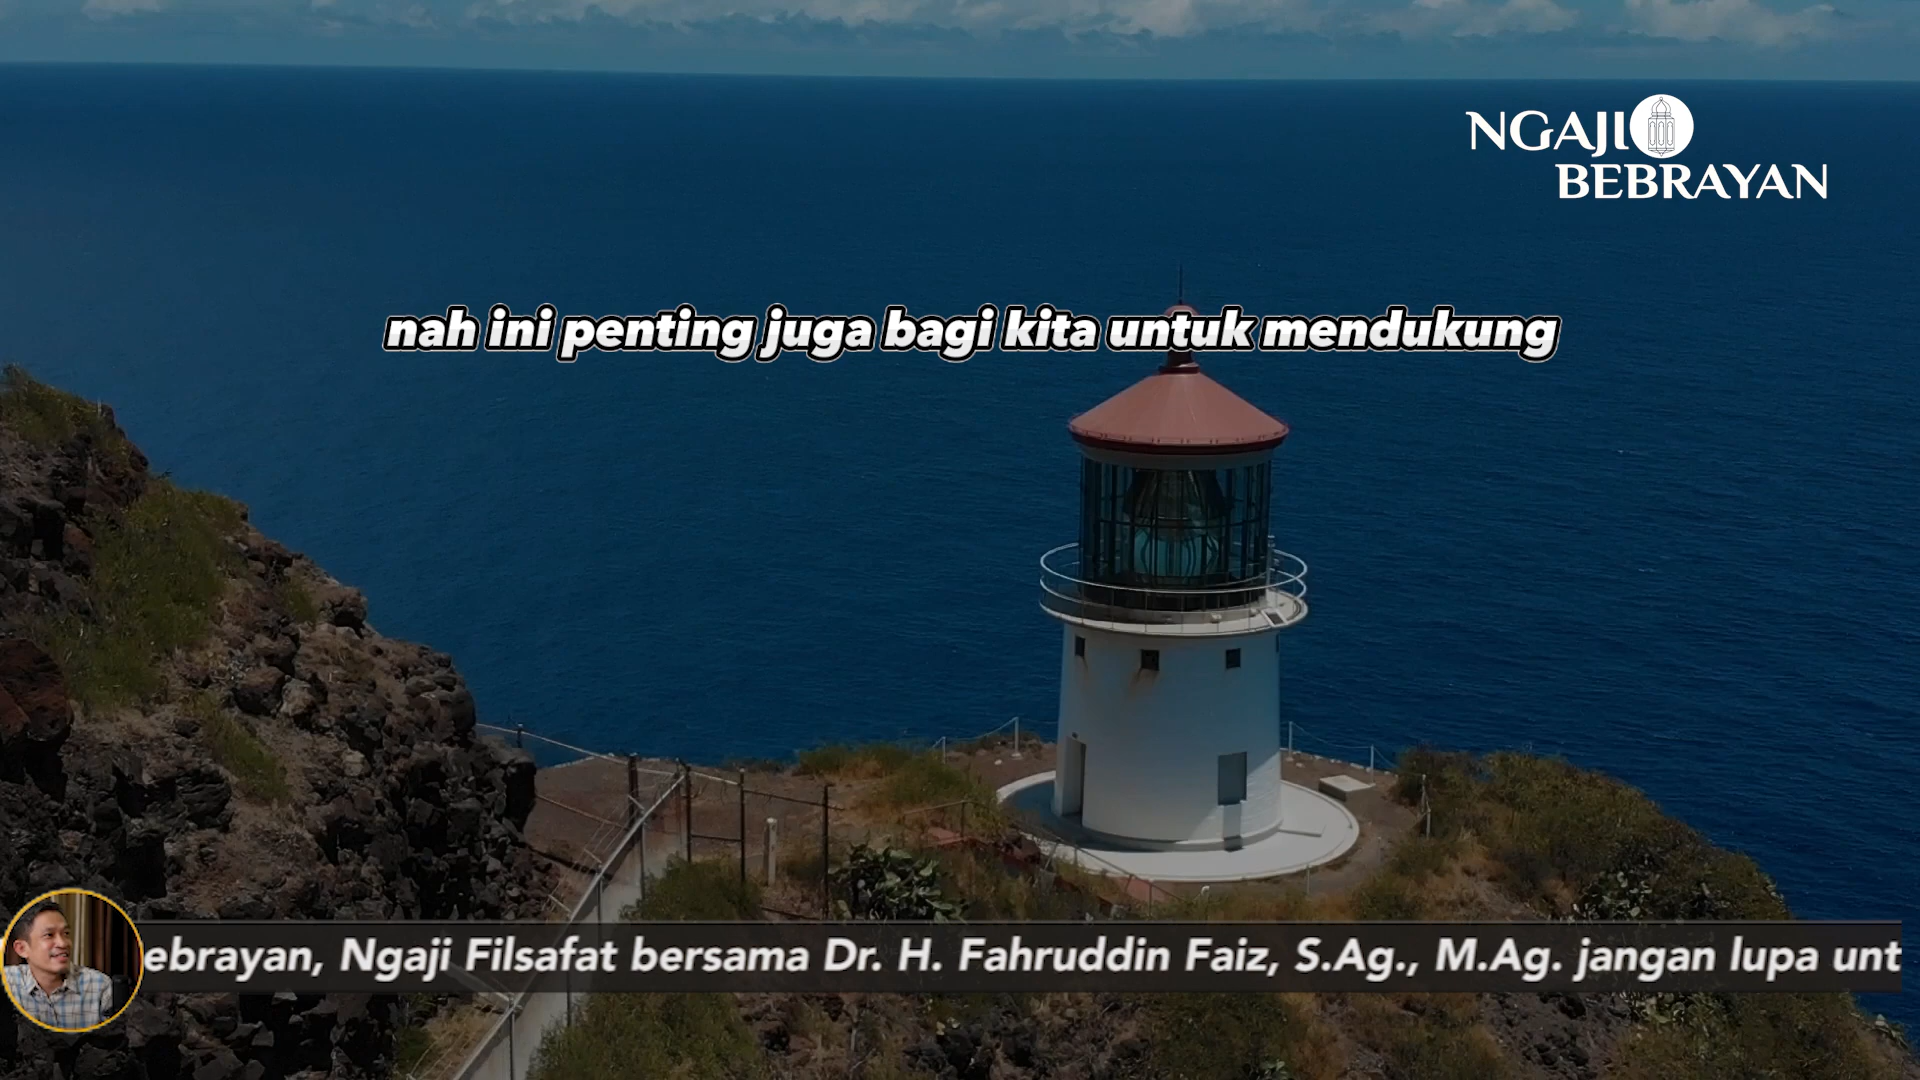 NGAJI
BEBRAYAN
nah ini penting juga bagi kita untuk mendukung
ebrayan, Ngaji Filsafat bersama Dr. H. Fahruddin Faiz, S.Ag., M.Ag. jangan lupa unt